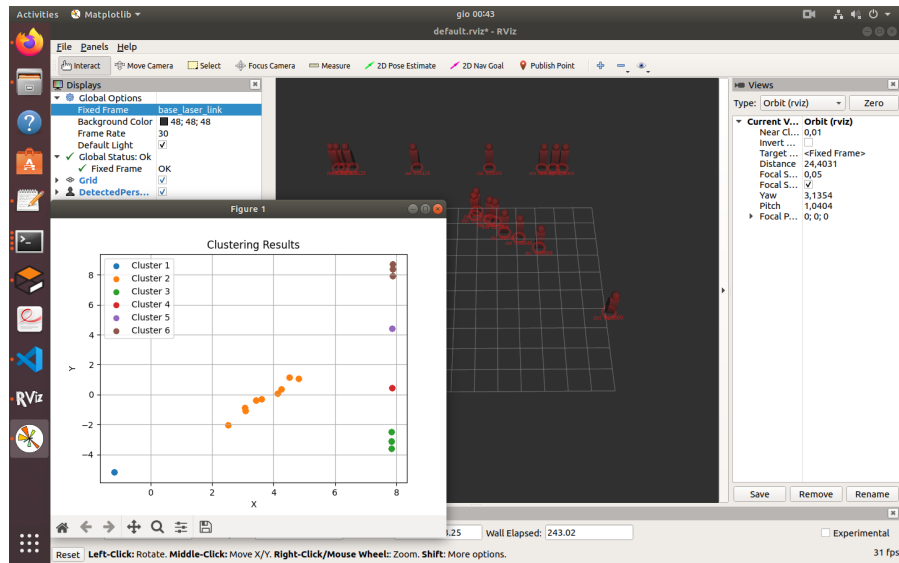 Activities Matplotlib gio 00:43
default.rviz* - RViz
File Panels Help
Interact Move Camera Select Focus Camera Measure 2D Pose Estimate 2D Nav Goal Publish Point
Displays
Global Options
Fixed Frame base_laser_link
Background Color 48; 48; 48
Frame Rate 30
Default Light
Global Status: Ok
Fixed Frame OK
Grid
DetectedPers...
Views
Type: Orbit (rviz) Zero
Current V... Orbit (rviz)
Near Cl... 0,01
Invert ...
Target ... <Fixed Frame>
Distance 24,4031
Focal S... 0,05
Focal S...
Yaw 3,1354
Pitch 1,0404
Focal P... 0; 0; 0
Save Remove Rename
Figure 1
Clustering Results
Cluster 1
Cluster 2
Cluster 3
Cluster 4
Cluster 5
Cluster 6
8
6
4
2
0
−2
−4
Y
0 2 4 6 8
X
RViz
3.25 Wall Elapsed: 243.02 Experimental
Reset Left-Click: Rotate. Middle-Click: Move X/Y. Right-Click/Mouse Wheel:: Zoom. Shift: More options. 31 fps